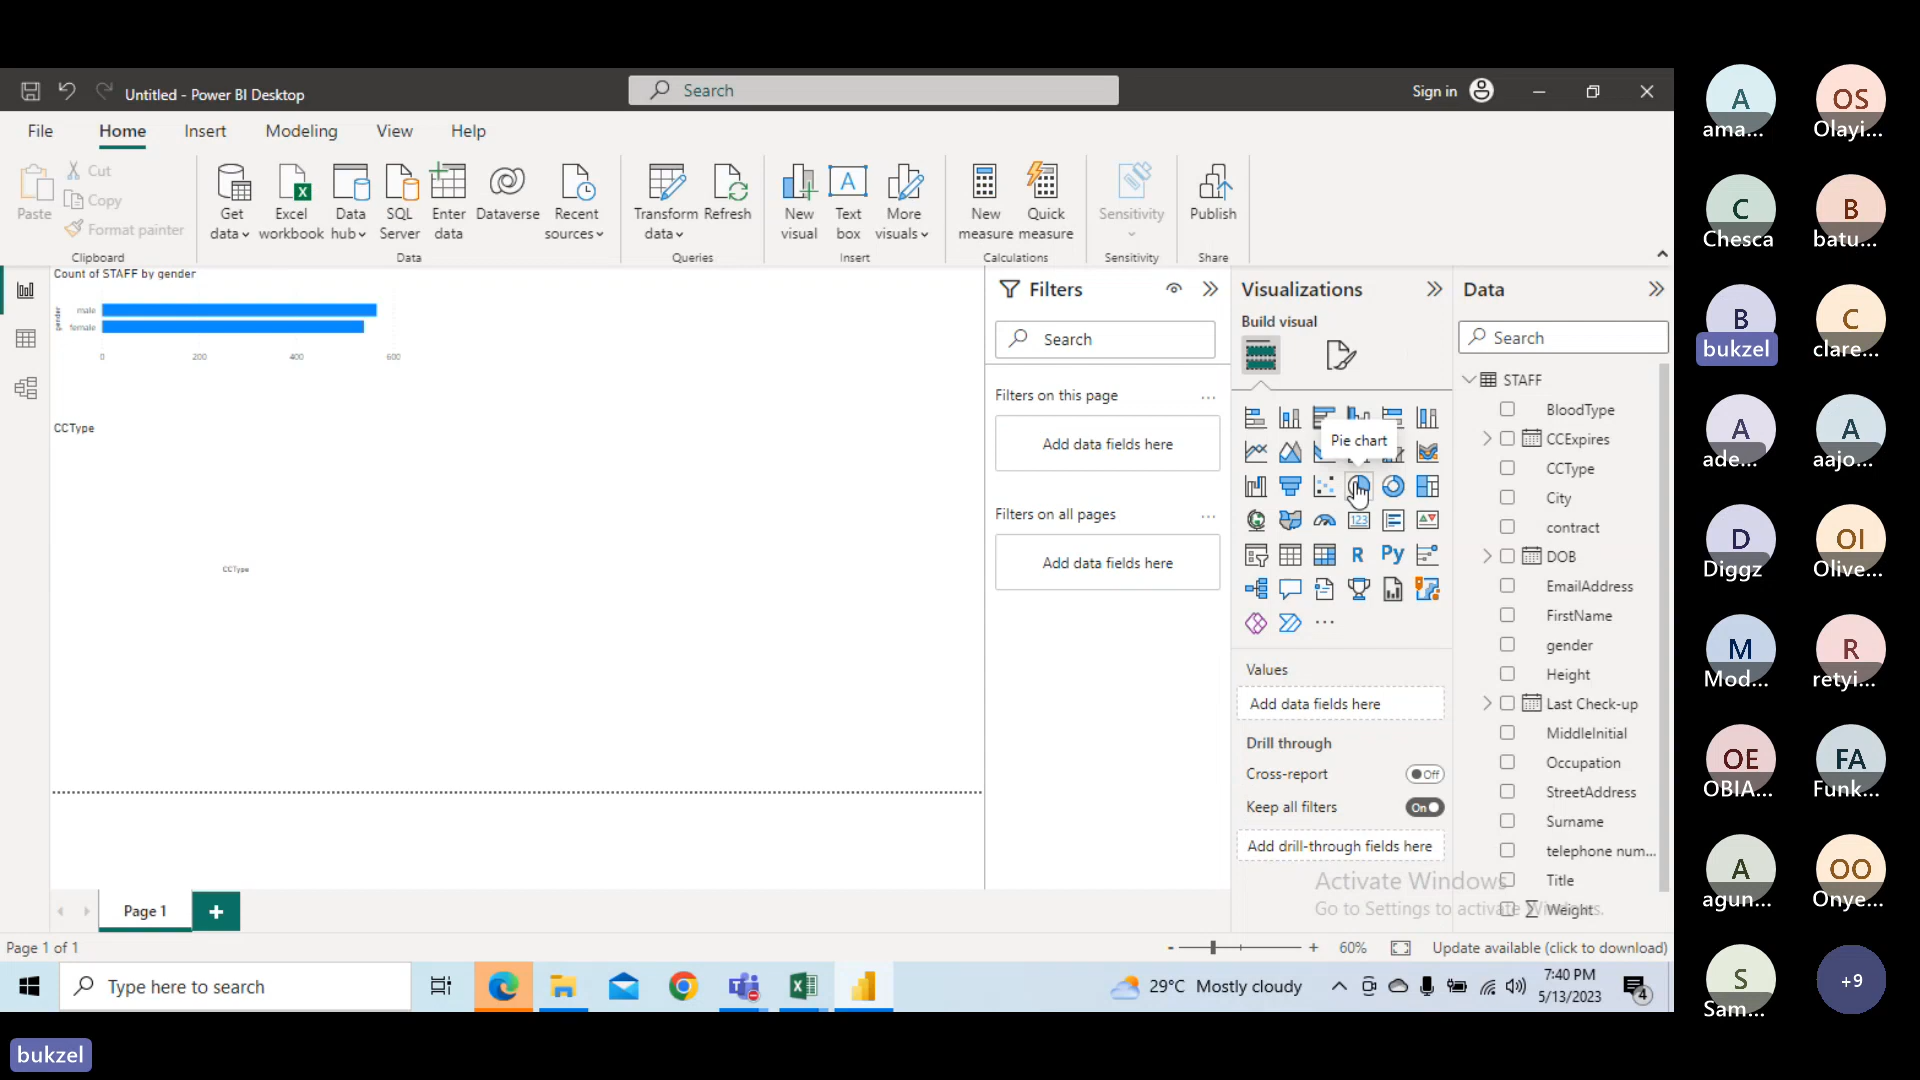 Untitled - Power BI Desktop
Search
Sign in
File
Home
Insert
Modeling
View
Help
Paste
Cut
Copy
Format painter
Clipboard
Get data
Excel workbook
Data hub
SQL Server
Enter data
Dataverse
Recent sources
Data
Transform data
Refresh
Queries
New visual
A
Text box
More visuals
Insert
New measure
Quick measure
Calculations
Sensitivity
Sensitivity
Publish
Share
Count of STAFF by gender
gender
male
female
0 200 400 600
CCType
CCType
Filters
Search
Filters on this page
...
Add data fields here
Filters on all pages
...
Add data fields here
Visualizations
Build visual
Pie chart
123
R
Py
...
Values
Add data fields here
Drill through
Cross-report
Off
Keep all filters
On
Add drill-through fields here
Data
Search
STAFF
BloodType
CCExpires
CCType
City
contract
DOB
EmailAddress
FirstName
gender
Height
Last Check-up
MiddleInitial
Occupation
StreetAddress
Surname
telephone num...
Title
Σ Weight
Activate Windows
Go to Settings to activate Windows.
Page 1
+
Page 1 of 1
- + 60%
Update available (click to download)
Type here to search
29°C Mostly cloudy
7:40 PM
5/13/2023
4
A
ama...
OS
Olayi...
C
Chesca
B
batu...
B
bukzel
C
clare...
A
ade...
A
aajo...
D
Diggz
OI
Olive...
M
Mod...
R
retyi...
OE
OBIA...
FA
Funk...
A
agun...
OO
Onye...
S
Sam...
+9
bukzel